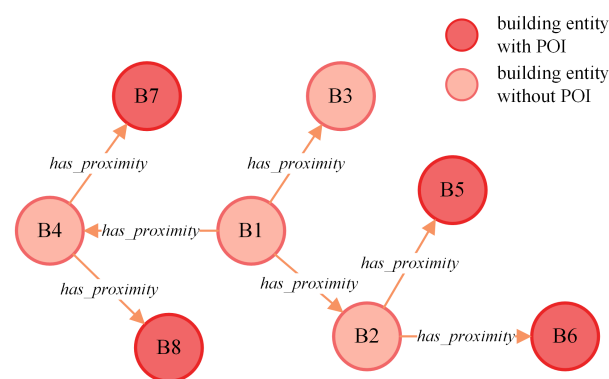 building entity
with POI
building entity
without POI
B7
B3
has_proximity
has_proximity
B5
B4
has_proximity
B1
has_proximity
has_proximity
has_proximity
B2
has_proximity
B6
B8